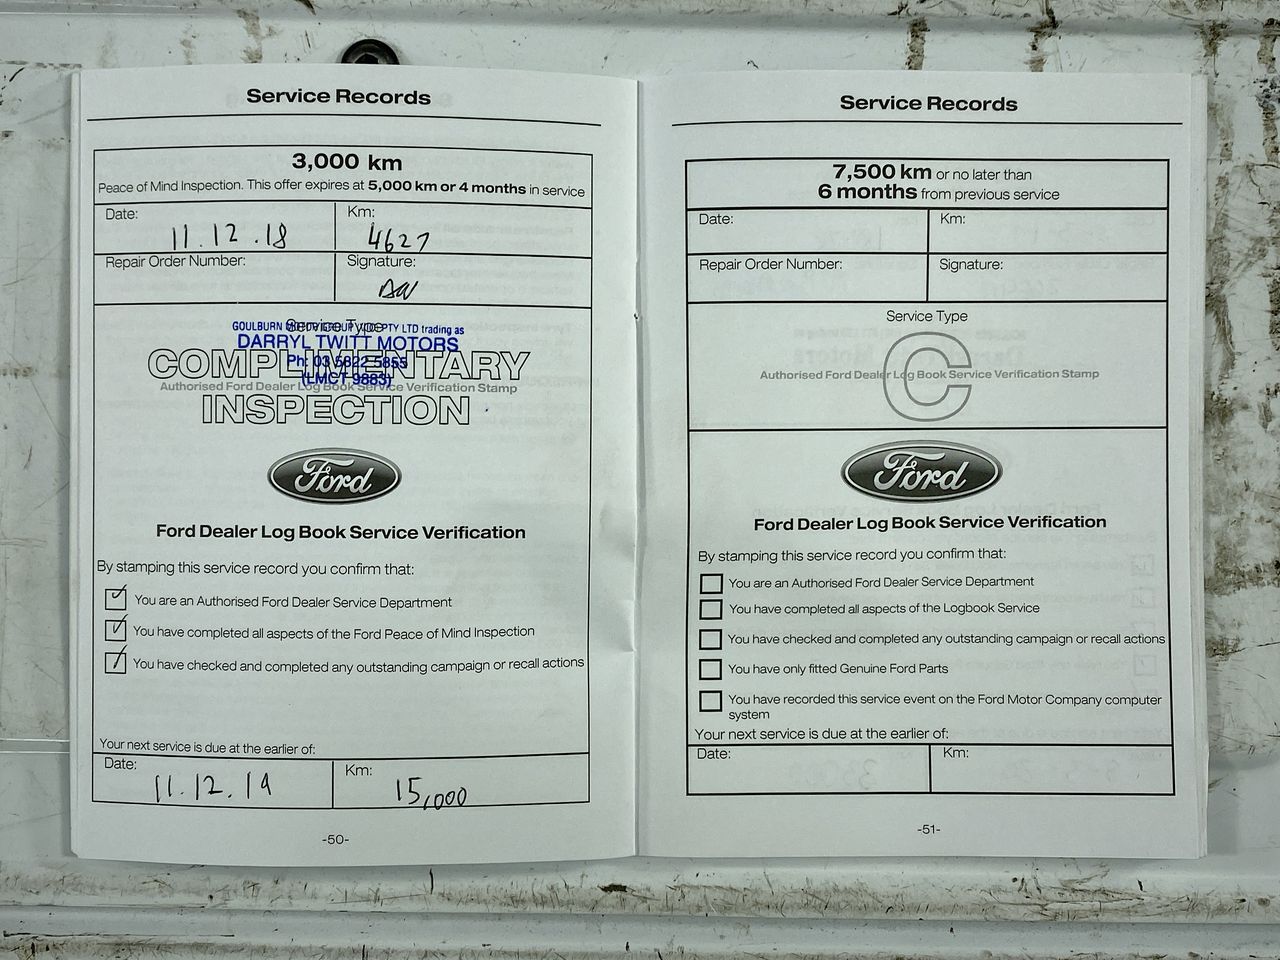 Service Records
3,000 km
Peace of Mind Inspection. This offer expires at 5,000 km or 4 months in service
Date:
11.12.18
Km:
4627
Repair Order Number:
Signature:
Service Type
GOULBURN MOTOR GROUP VIC PTY LTD trading as
DARRYL TWITT MOTORS
Ph: 03 5822 5855
(LMCT 9883)
COMPLIMENTARY
Authorised Ford Dealer Log Book Service Verification Stamp
INSPECTION
Ford
Ford Dealer Log Book Service Verification
By stamping this service record you confirm that:
You are an Authorised Ford Dealer Service Department
You have completed all aspects of the Ford Peace of Mind Inspection
You have checked and completed any outstanding campaign or recall actions
Your next service is due at the earlier of:
Date:
11.12.19
Km:
15,000
-50-
Service Records
7,500 km or no later than
6 months from previous service
Date:
Km:
Repair Order Number:
Signature:
Service Type
C
Authorised Ford Dealer Log Book Service Verification Stamp
Ford
Ford Dealer Log Book Service Verification
By stamping this service record you confirm that:
You are an Authorised Ford Dealer Service Department
You have completed all aspects of the Logbook Service
You have checked and completed any outstanding campaign or recall actions
You have only fitted Genuine Ford Parts
You have recorded this service event on the Ford Motor Company computer
system
Your next service is due at the earlier of:
Date:
Km:
-51-